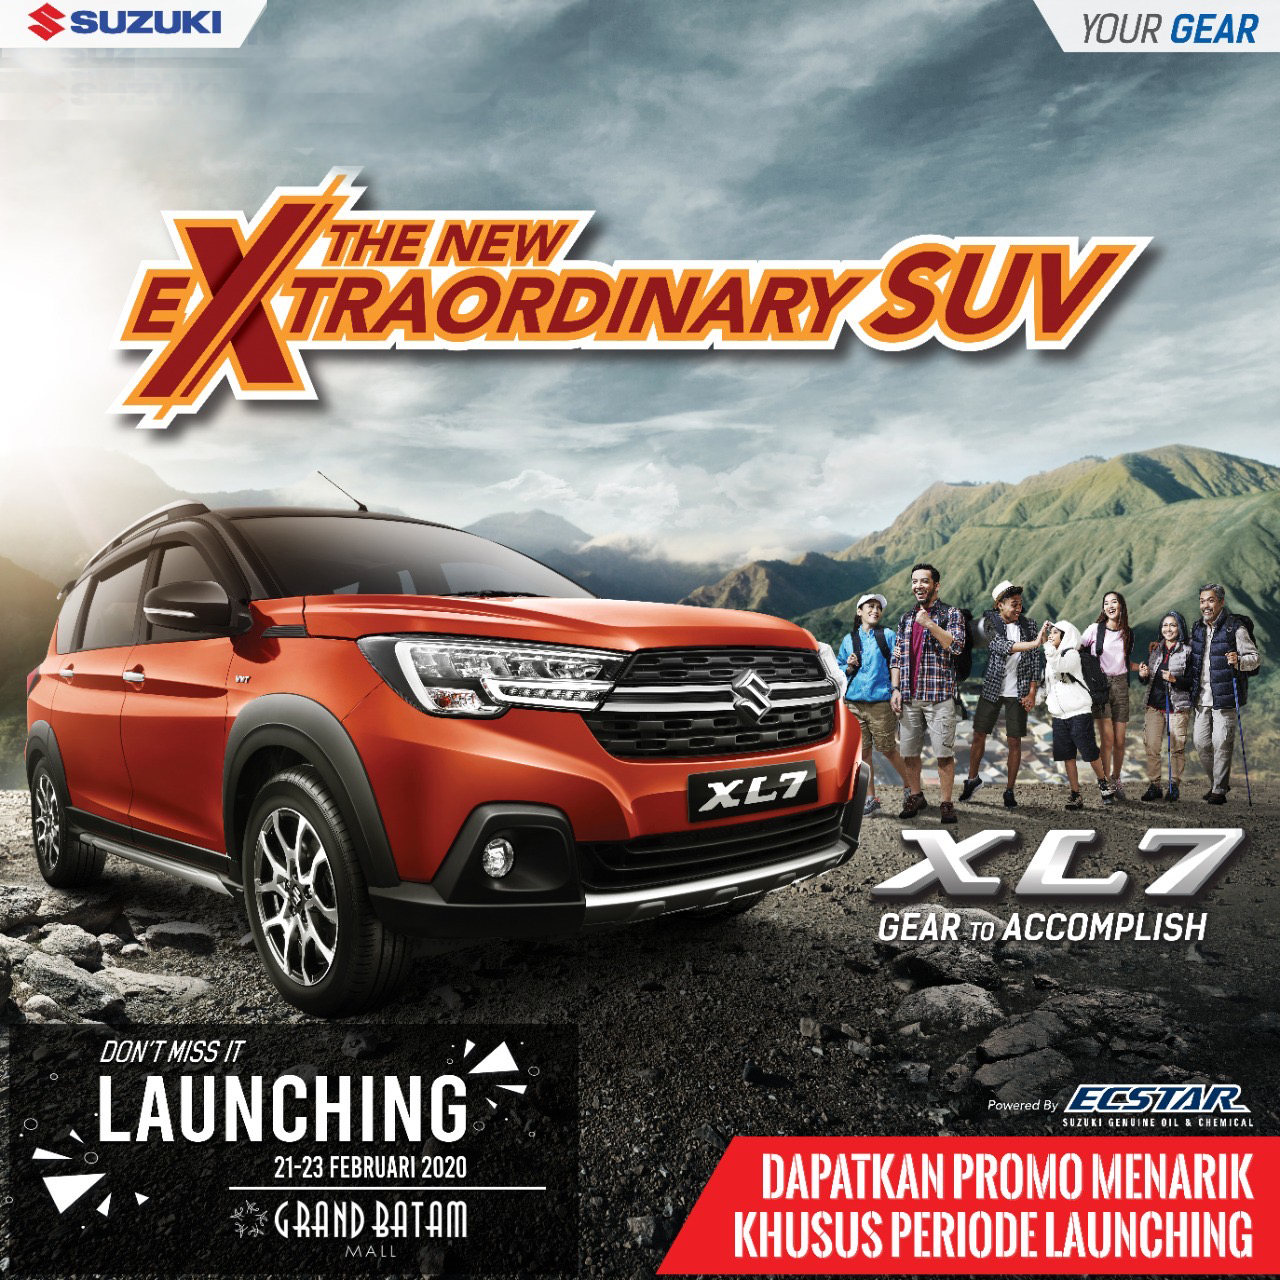 SUZUKI
YOUR GEAR
THE NEW
EXTRAORDINARY SUV
VVT
XL7
XL7
GEAR TO ACCOMPLISH
DON'T MISS IT
LAUNCHING
21-23 FEBRUARI 2020
GRAND BATAM
MALL
Powered By ECSTAR
SUZUKI GENUINE OIL & CHEMICAL
DAPATKAN PROMO MENARIK
KHUSUS PERIODE LAUNCHING